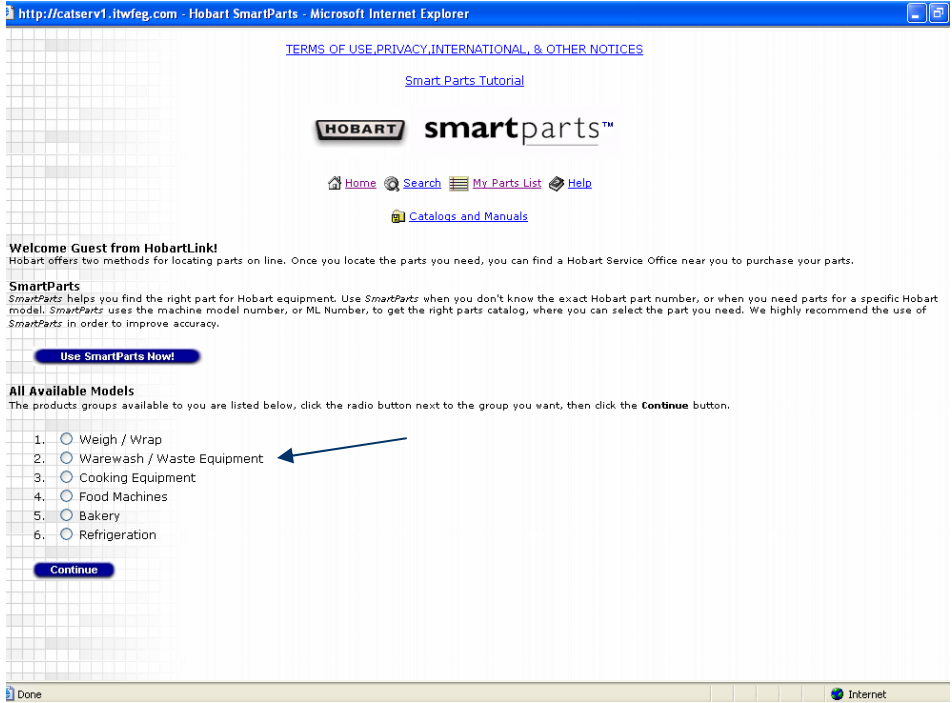 http://catserv1.itwfeg.com - Hobart SmartParts - Microsoft Internet Explorer
TERMS OF USE,PRIVACY,INTERNATIONAL, & OTHER NOTICES
Smart Parts Tutorial
HOBART smartparts™
Home Search My Parts List Help
Catalogs and Manuals
Welcome Guest from HobartLink!
Hobart offers two methods for locating parts on line. Once you locate the parts you need, you can find a Hobart Service Office near you to purchase your parts.
SmartParts
SmartParts helps you find the right part for Hobart equipment. Use SmartParts when you don't know the exact Hobart part number, or when you need parts for a specific Hobart
model. SmartParts uses the machine model number, or ML Number, to get the right parts catalog, where you can select the part you need. We highly recommend the use of
SmartParts in order to improve accuracy.
Use SmartParts Now!
All Available Models
The products groups available to you are listed below, click the radio button next to the group you want, then click the Continue button.
1. Weigh / Wrap
2. Warewash / Waste Equipment
3. Cooking Equipment
4. Food Machines
5. Bakery
6. Refrigeration
Continue
Done Internet